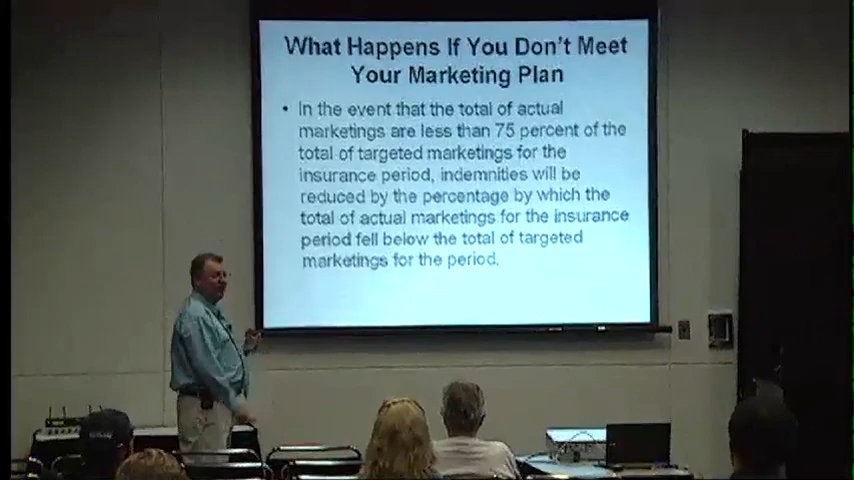 What Happens If You Don't Meet
Your Marketing Plan
• In the event that the total of actual
marketings are less than 75 percent of the
total of targeted marketings for the
insurance period, indemnities will be
reduced by the percentage by which the
total of actual marketings for the insurance
period fell below the total of targeted
marketings for the period.